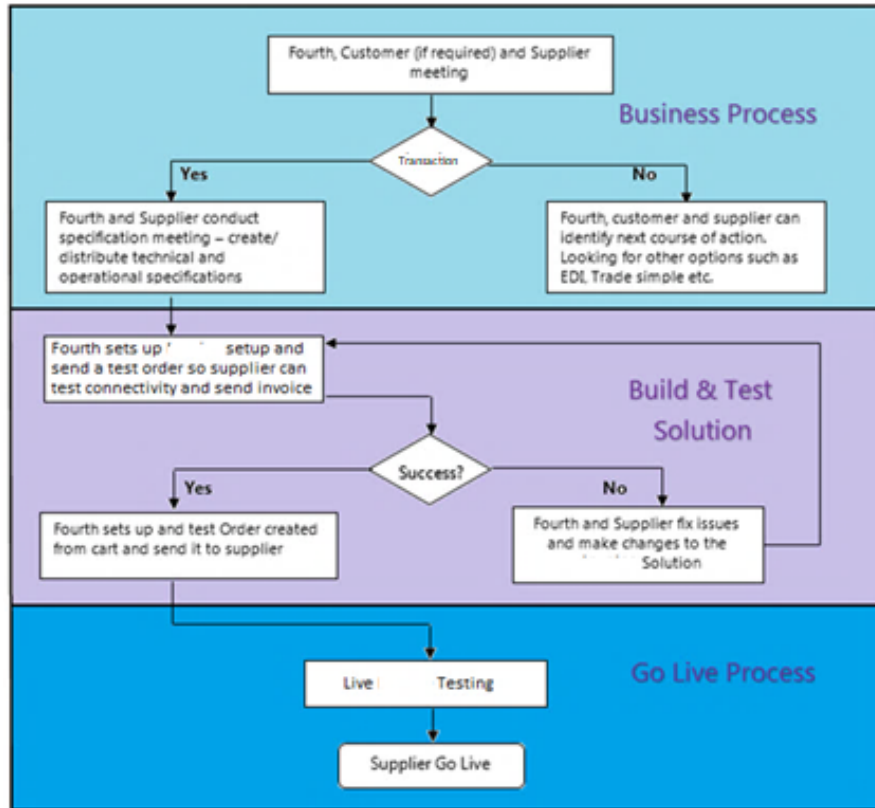 Fourth, Customer (if required) and Supplier
meeting
Business Process
Transaction
Yes
No
Fourth and Supplier conduct
specification meeting – create/
distribute technical and
operational specifications
Fourth, customer and supplier can
identify next course of action.
Looking for other options such as
EDI, Trade simple etc.
Fourth sets up setup and
send a test order so supplier can
test connectivity and send invoice
Build & Test
Solution
Success?
Yes
No
Fourth sets up and test Order created
from cart and send it to supplier
Fourth and Supplier fix issues
and make changes to the
Solution
Go Live Process
Live Testing
Supplier Go Live